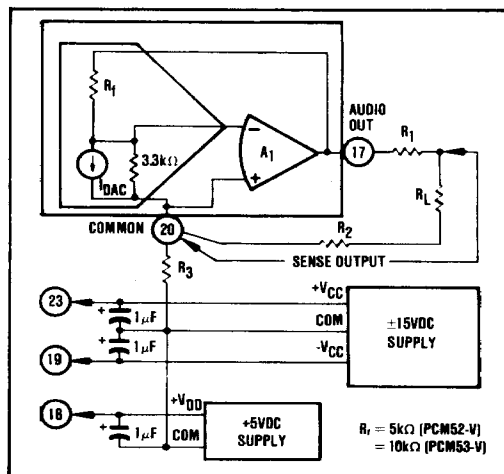 Rf
IDAC
3.3kΩ
A1
−
+
AUDIO
OUT
17
R1
RL
COMMON
20
R2
SENSE OUTPUT
R3
23
+VCC
+
1µF
COM
±15VDC
SUPPLY
+
1µF
19
-VCC
18
+VDD
+
1µF
COM
+5VDC
SUPPLY
Rf = 5kΩ (PCM52-V)
= 10kΩ (PCM53-V)